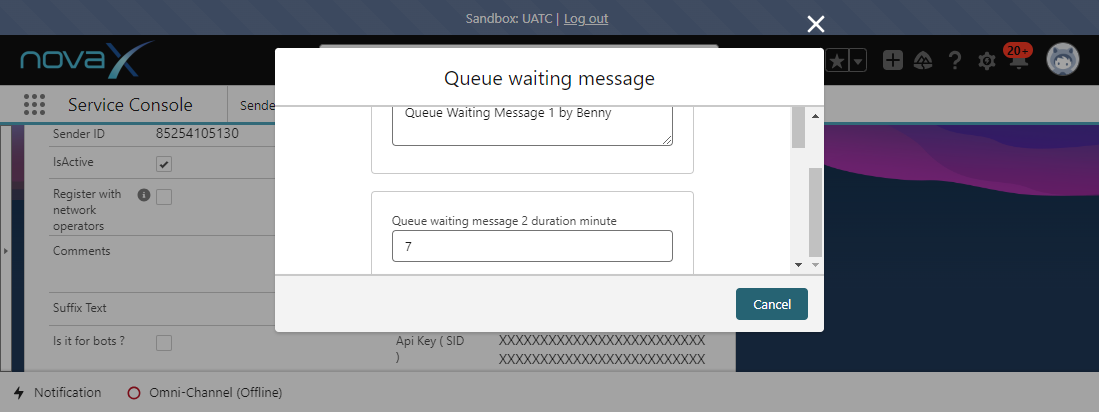 Sandbox: UATC | Log out
novaX
20+
Queue waiting message
Service Console
Sende
Queue Waiting Message 1 by Benny
Sender ID 85254105130
IsActive
Register with
network
operators
Queue waiting message 2 duration minute
7
Comments
Suffix Text
Cancel
Is it for bots ?
Api Key ( SID
)
XXXXXXXXXXXXXXXXXXXXXXXXXX
XXXXXXXXXXXXXXXXXXXXXXXXXX
Notification
Omni-Channel (Offline)